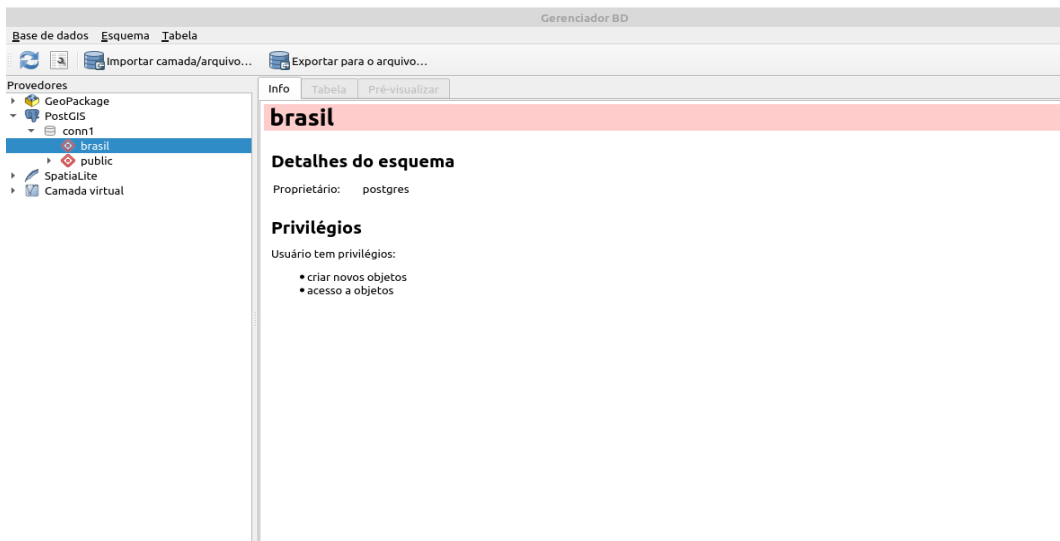 Gerenciador BD
Base de dados Esquema Tabela
Importar camada/arquivo... Exportar para o arquivo...
Provedores
GeoPackage
PostGIS
conn1
brasil
public
SpatiaLite
Camada virtual
Info Tabela Pré-visualizar
brasil
Detalhes do esquema
Proprietário: postgres
Privilégios
Usuário tem privilégios:
• criar novos objetos
• acesso a objetos